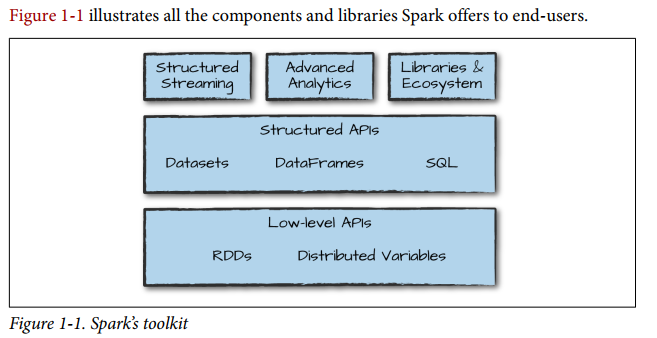 Figure 1-1 illustrates all the components and libraries Spark offers to end-users.
Structured
Streaming
Advanced
Analytics
Libraries &
Ecosystem
Structured APIs
Datasets DataFrames SQL
Low-level APIs
RDDs Distributed Variables
Figure 1-1. Spark's toolkit